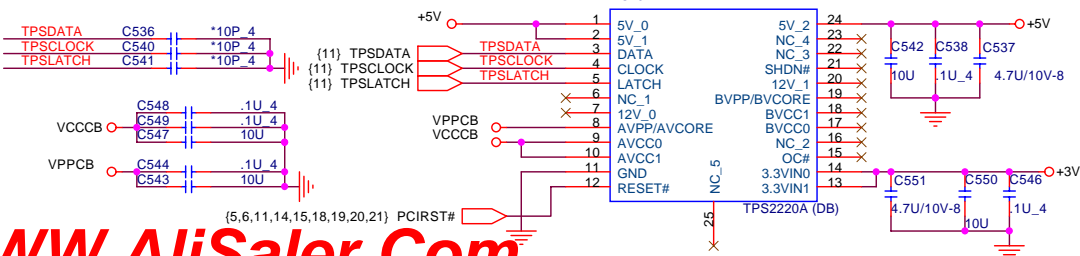 TPSDATA C536 *10P_4
TPSCLOCK C540 *10P_4
TPSLATCH C541 *10P_4
VCCCB
C548 .1U_4
C549 .1U_4
C547 10U
VPPCB
C544 .1U_4
C543 10U
+5V
{11} TPSDATA TPSDATA
{11} TPSCLOCK TPSCLOCK
{11} TPSLATCH TPSLATCH
VPPCB
VCCCB
{5,6,11,14,15,18,19,20,21} PCIRST#
1 5V_0
2 5V_1
3 DATA
4 CLOCK
5 LATCH
6 NC_1
7 12V_0
8 AVPP/AVCORE
9 AVCC0
10 AVCC1
11 GND
12 RESET#
5V_2 24
NC_4 23
NC_3 22
SHDN# 21
12V_1 20
BVPP/BVCORE 19
BVCC1 18
BVCC0 17
NC_2 16
OC# 15
3.3VIN0 14
3.3VIN1 13
NC_5
25
TPS2220A (DB)
+5V
C542 C538 C537
10U .1U_4 4.7U/10V-8
+3V
C551 C550 C546
4.7U/10V-8 10U .1U_4
WW.AliSaler.Com